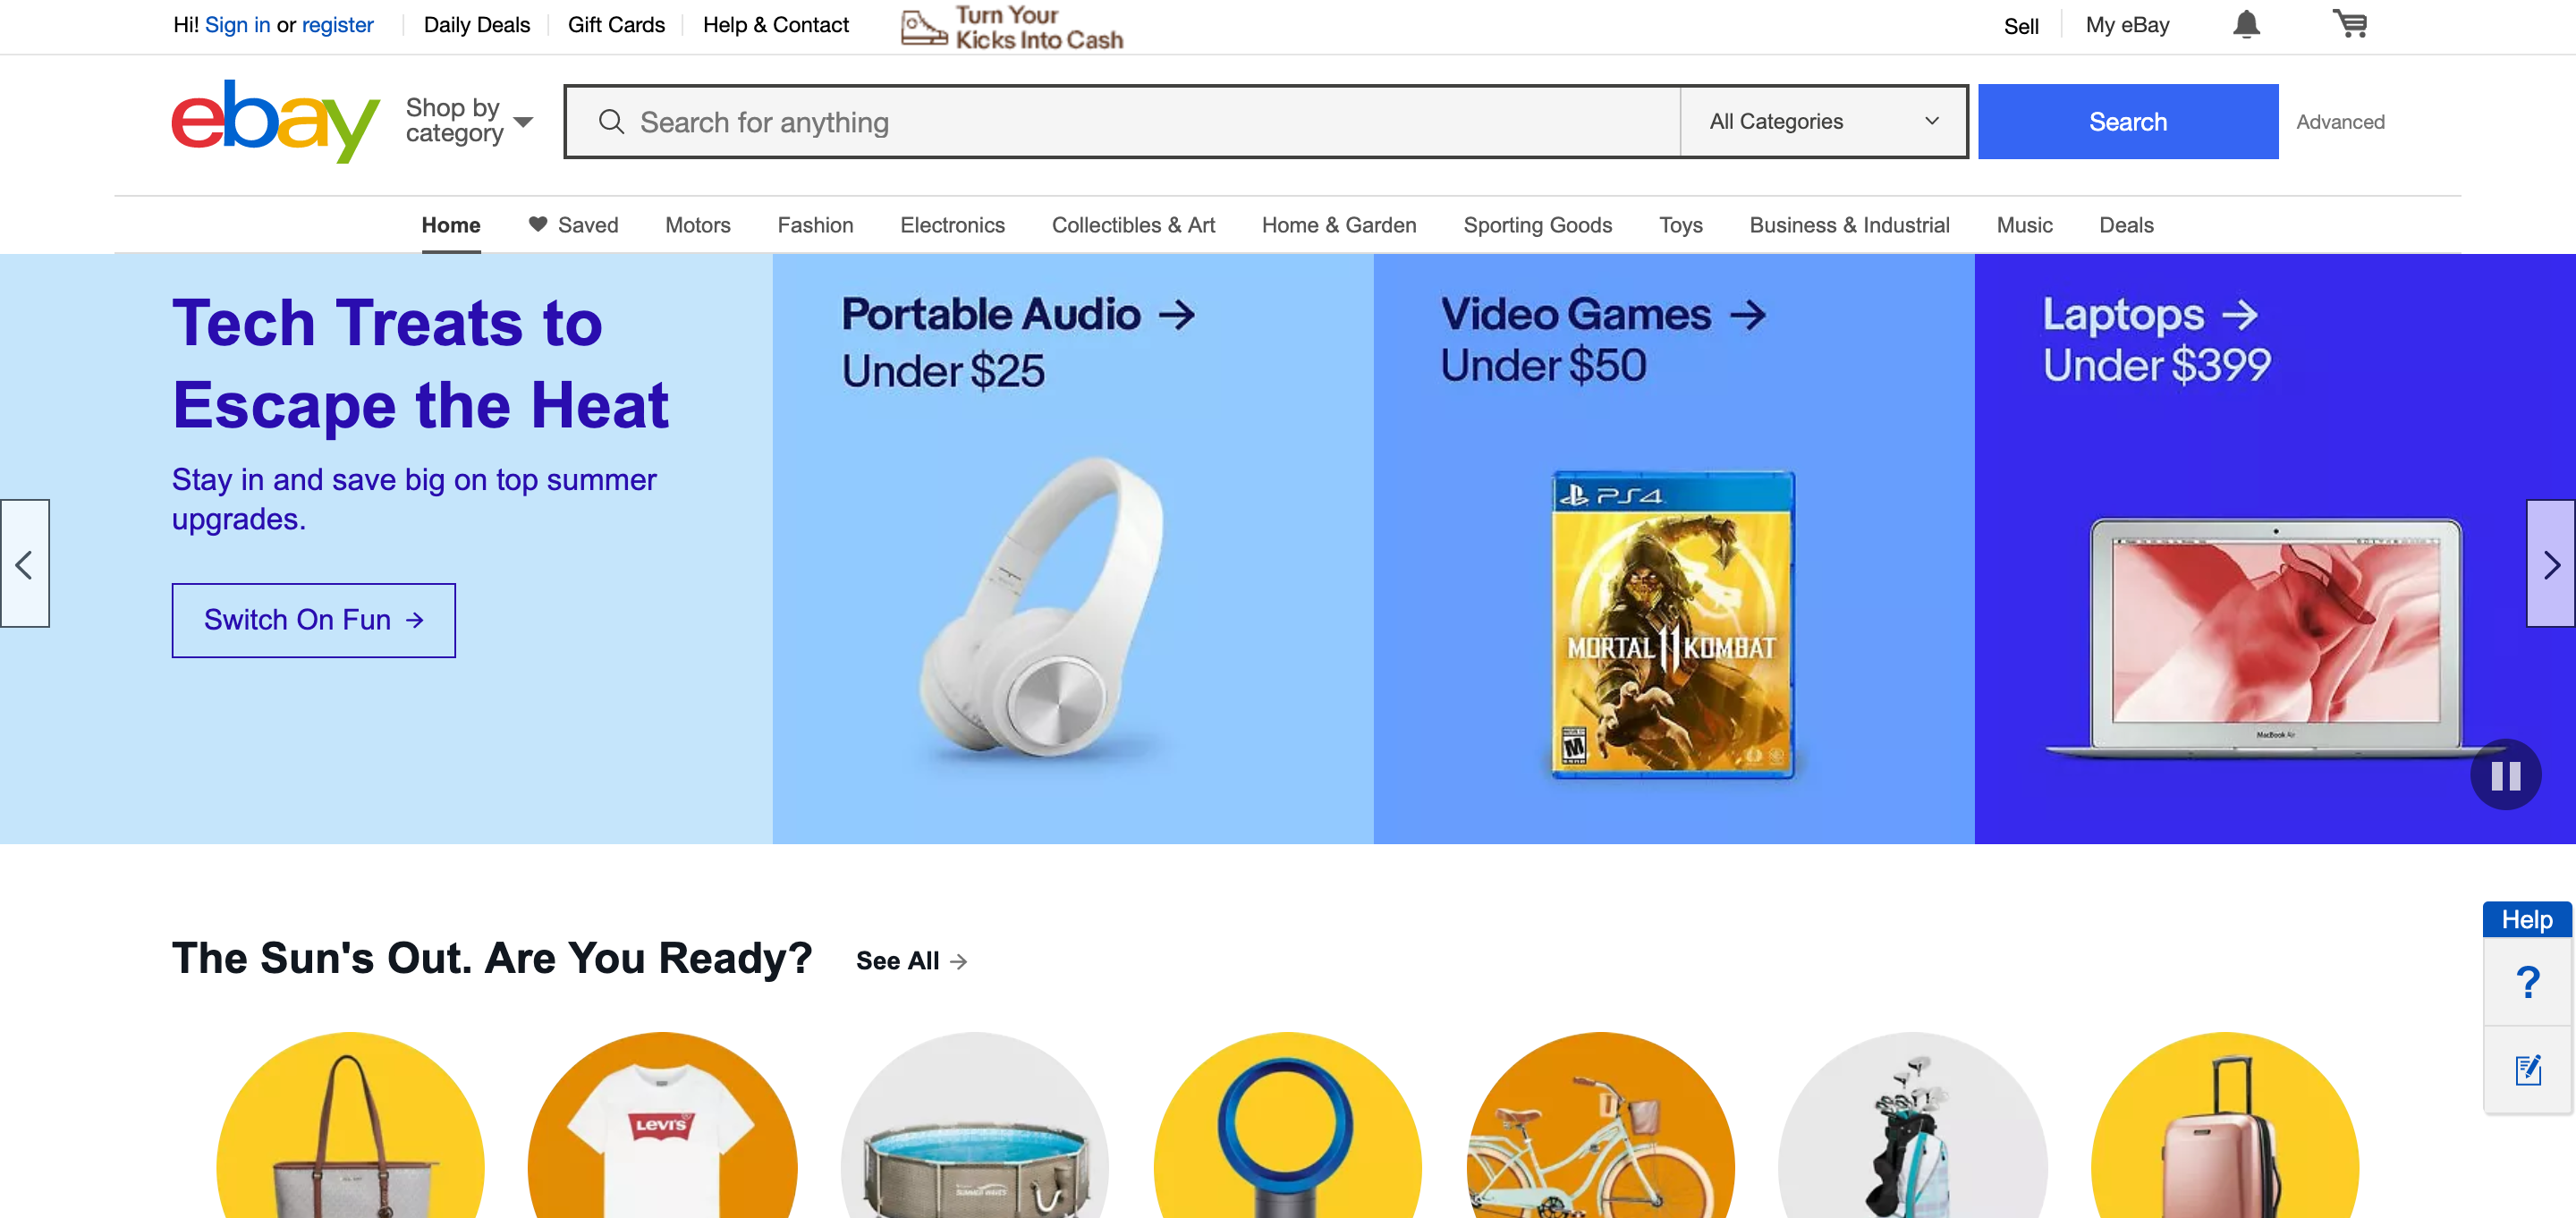 Hi! Sign in or register
Daily Deals
Gift Cards
Help & Contact
Turn Your
Kicks Into Cash
Sell
My eBay
ebay
Shop by
category
Search for anything
All Categories
Search
Advanced
Home
Saved
Motors
Fashion
Electronics
Collectibles & Art
Home & Garden
Sporting Goods
Toys
Business & Industrial
Music
Deals
Tech Treats to
Escape the Heat
Stay in and save big on top summer
upgrades.
Switch On Fun →
Portable Audio →
Under $25
Video Games →
Under $50
PS4
MORTAL 11 KOMBAT
M
Laptops →
Under $399
MacBook Air
The Sun's Out. Are You Ready?
See All →
Help
?
LEVI'S
SUMMER WAVES